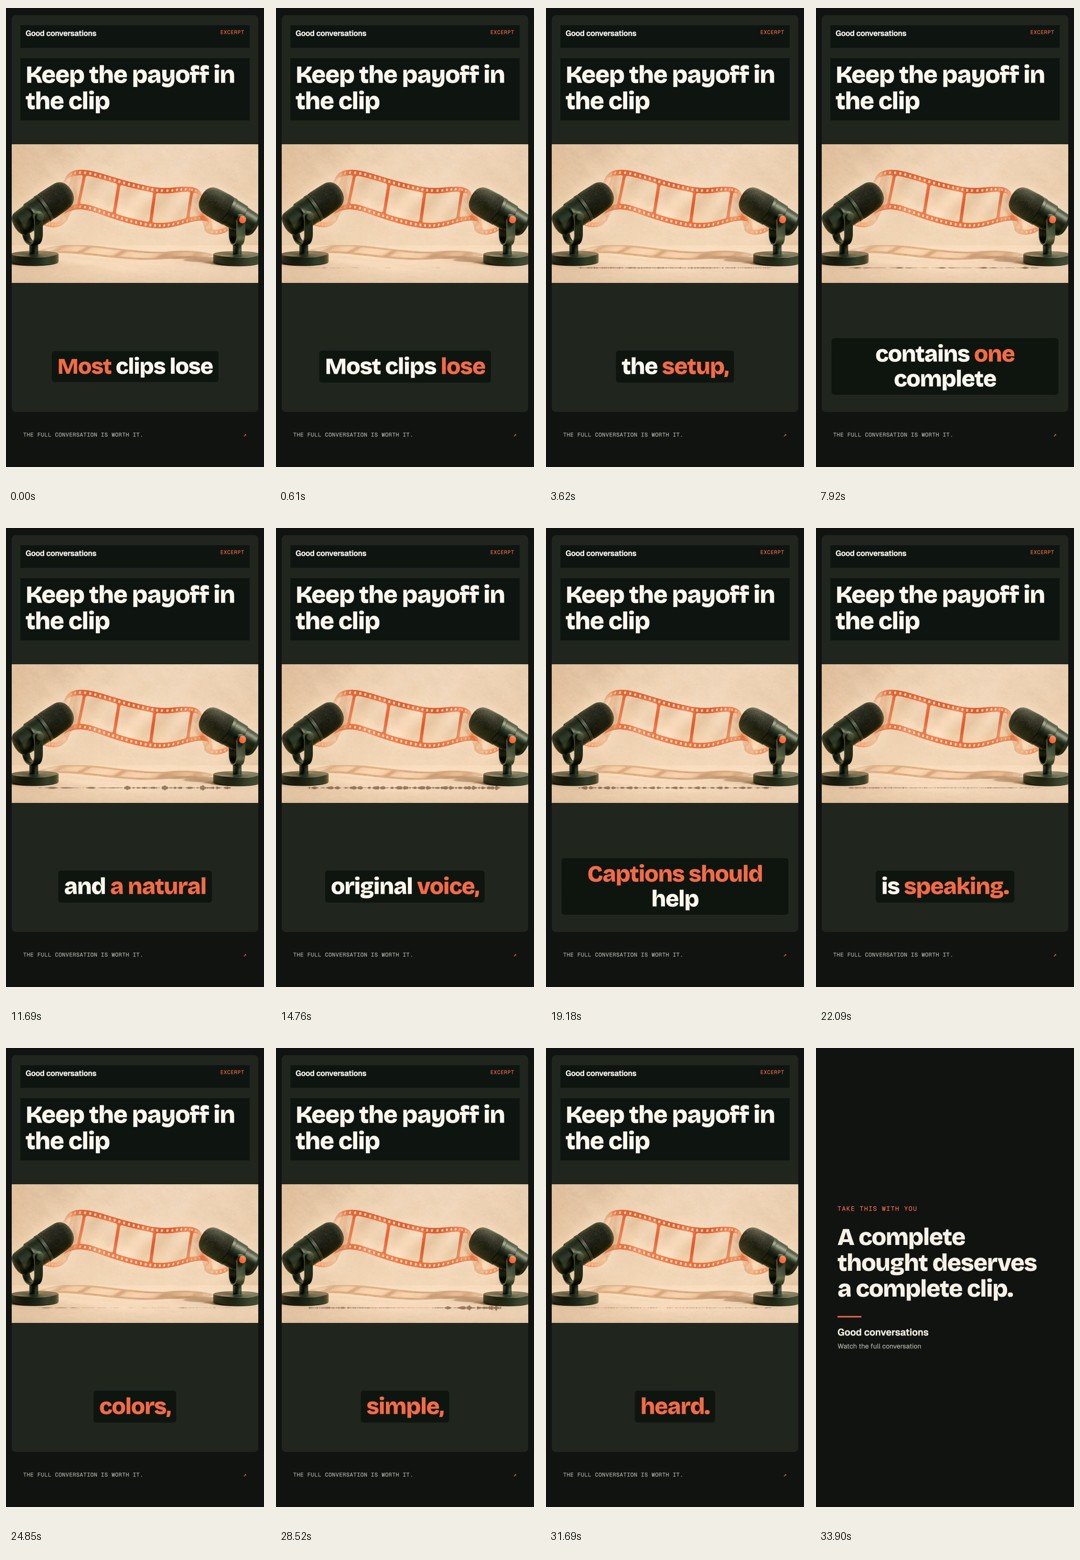 Good conversations
EXCERPT
Keep the payoff in
the clip
Most clips lose
THE FULL CONVERSATION IS WORTH IT.
0.00s
Good conversations
EXCERPT
Keep the payoff in
the clip
Most clips lose
THE FULL CONVERSATION IS WORTH IT.
0.61s
Good conversations
EXCERPT
Keep the payoff in
the clip
the setup,
THE FULL CONVERSATION IS WORTH IT.
3.62s
Good conversations
EXCERPT
Keep the payoff in
the clip
contains one
complete
THE FULL CONVERSATION IS WORTH IT.
7.92s
Good conversations
EXCERPT
Keep the payoff in
the clip
and a natural
THE FULL CONVERSATION IS WORTH IT.
11.69s
Good conversations
EXCERPT
Keep the payoff in
the clip
original voice,
THE FULL CONVERSATION IS WORTH IT.
14.76s
Good conversations
EXCERPT
Keep the payoff in
the clip
Captions should
help
THE FULL CONVERSATION IS WORTH IT.
19.18s
Good conversations
EXCERPT
Keep the payoff in
the clip
is speaking.
THE FULL CONVERSATION IS WORTH IT.
22.09s
Good conversations
EXCERPT
Keep the payoff in
the clip
colors,
THE FULL CONVERSATION IS WORTH IT.
24.85s
Good conversations
EXCERPT
Keep the payoff in
the clip
simple,
THE FULL CONVERSATION IS WORTH IT.
28.52s
Good conversations
EXCERPT
Keep the payoff in
the clip
heard.
THE FULL CONVERSATION IS WORTH IT.
31.69s
TAKE THIS WITH YOU
A complete
thought deserves
a complete clip.
Good conversations
Watch the full conversation
33.90s